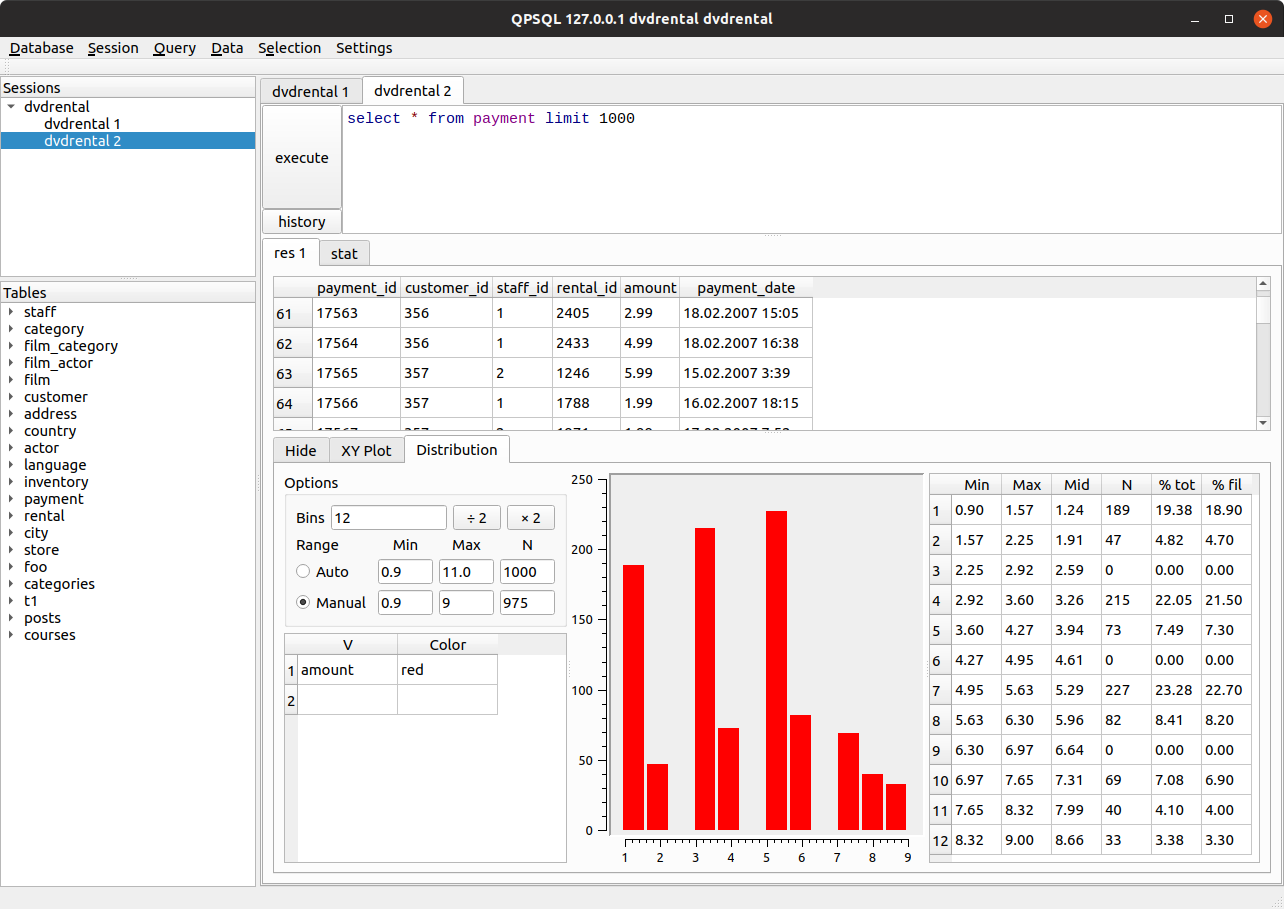 QPSQL 127.0.0.1 dvdrental dvdrental
Database Session Query Data Selection Settings
Sessions
dvdrental
dvdrental 1
dvdrental 2
Tables
staff
category
film_category
film_actor
film
customer
address
country
actor
language
inventory
payment
rental
city
store
foo
categories
t1
posts
courses
dvdrental 1 dvdrental 2
execute
history
select * from payment limit 1000
res 1 stat
payment_id customer_id staff_id rental_id amount payment_date
61 17563 356 1 2405 2.99 18.02.2007 15:05
62 17564 356 1 2433 4.99 18.02.2007 16:38
63 17565 357 2 1246 5.99 15.02.2007 3:39
64 17566 357 1 1788 1.99 16.02.2007 18:15
Hide XY Plot Distribution
Options
Bins 12 ÷ 2 × 2
Range Min Max N
Auto 0.9 11.0 1000
Manual 0.9 9 975
V Color
1 amount red
2
250
200
150
100
50
0
1 2 3 4 5 6 7 8 9
Min Max Mid N % tot % fil
1 0.90 1.57 1.24 189 19.38 18.90
2 1.57 2.25 1.91 47 4.82 4.70
3 2.25 2.92 2.59 0 0.00 0.00
4 2.92 3.60 3.26 215 22.05 21.50
5 3.60 4.27 3.94 73 7.49 7.30
6 4.27 4.95 4.61 0 0.00 0.00
7 4.95 5.63 5.29 227 23.28 22.70
8 5.63 6.30 5.96 82 8.41 8.20
9 6.30 6.97 6.64 0 0.00 0.00
10 6.97 7.65 7.31 69 7.08 6.90
11 7.65 8.32 7.99 40 4.10 4.00
12 8.32 9.00 8.66 33 3.38 3.30